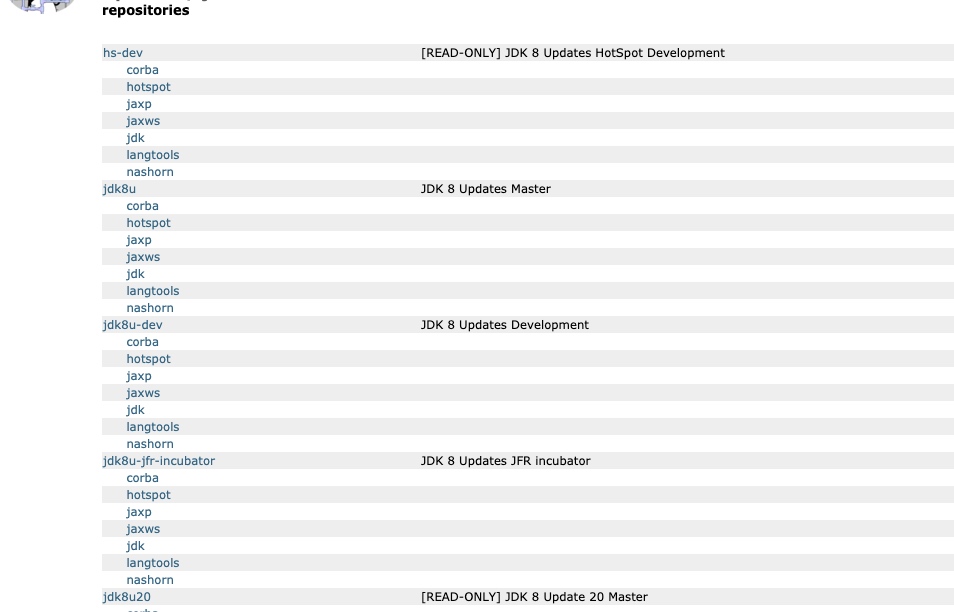 repositories
hs-dev [READ-ONLY] JDK 8 Updates HotSpot Development
corba
hotspot
jaxp
jaxws
jdk
langtools
nashorn
jdk8u JDK 8 Updates Master
corba
hotspot
jaxp
jaxws
jdk
langtools
nashorn
jdk8u-dev JDK 8 Updates Development
corba
hotspot
jaxp
jaxws
jdk
langtools
nashorn
jdk8u-jfr-incubator JDK 8 Updates JFR incubator
corba
hotspot
jaxp
jaxws
jdk
langtools
nashorn
jdk8u20 [READ-ONLY] JDK 8 Update 20 Master